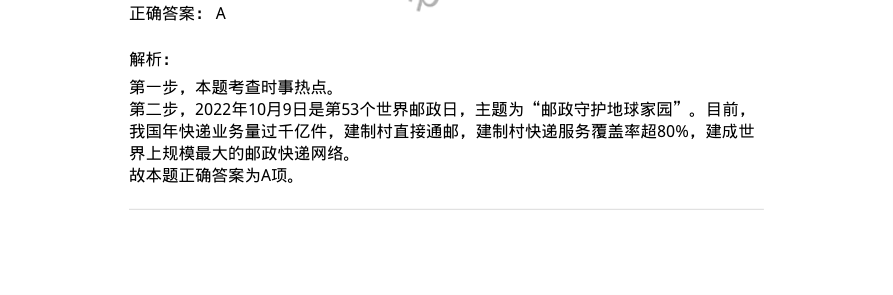 正确答案： A
解析：
第一步，本题考查时事热点。
第二步，2022年10月9日是第53个世界邮政日，主题为“邮政守护地球家园”。目前，
我国年快递业务量过千亿件，建制村直接通邮，建制村快递服务覆盖率超80%，建成世
界上规模最大的邮政快递网络。
故本题正确答案为A项。